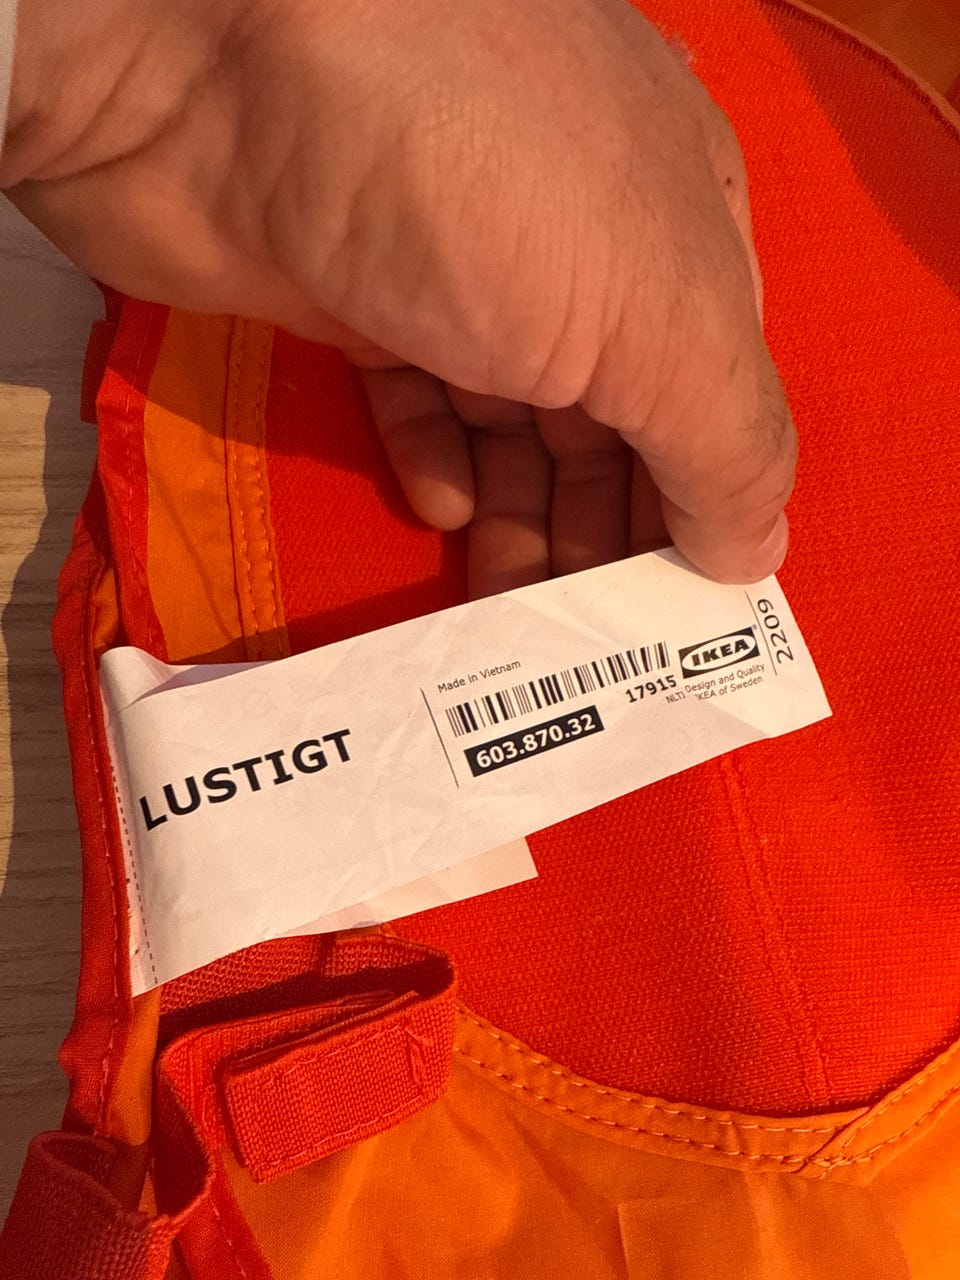 LUSTIGT
Made in Vietnam
603.870.32
17915
IKEA®
Design and Quality
IKEA of Sweden
2209